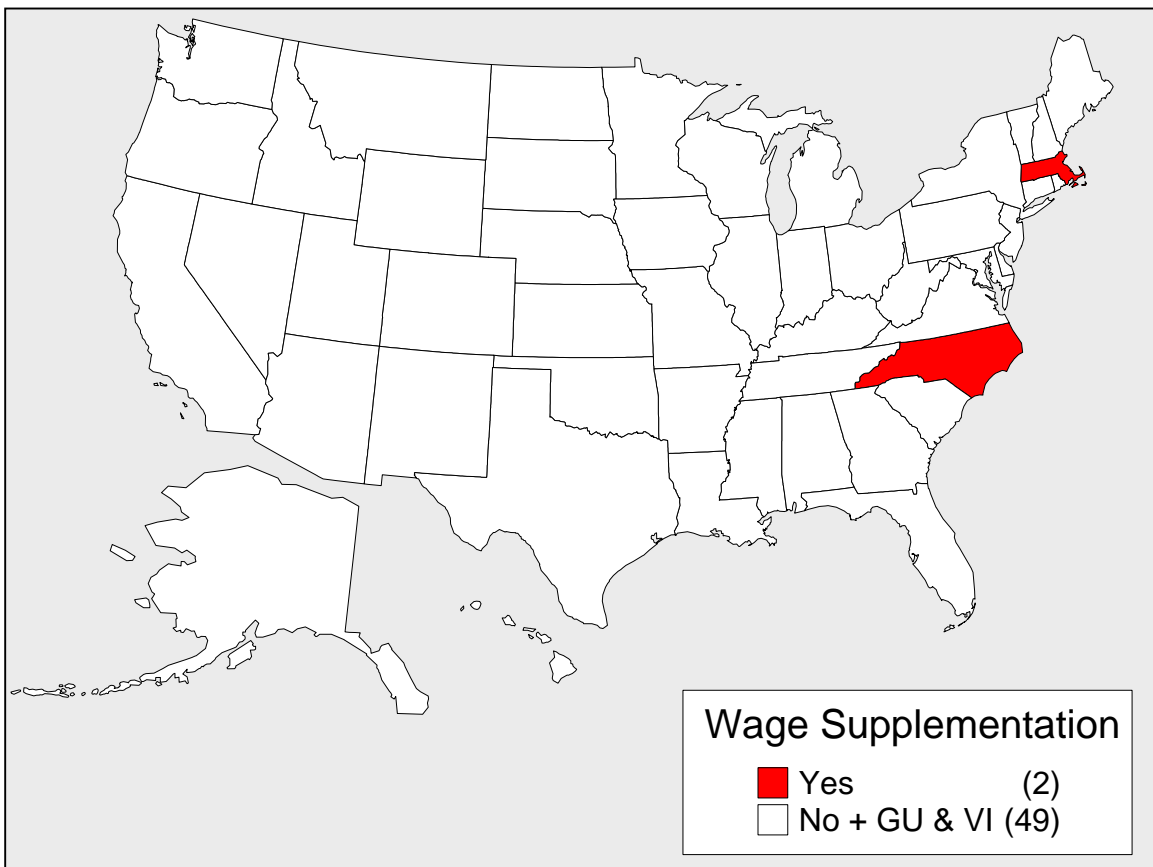 Wage Supplementation
Yes (2)
No + GU & VI (49)